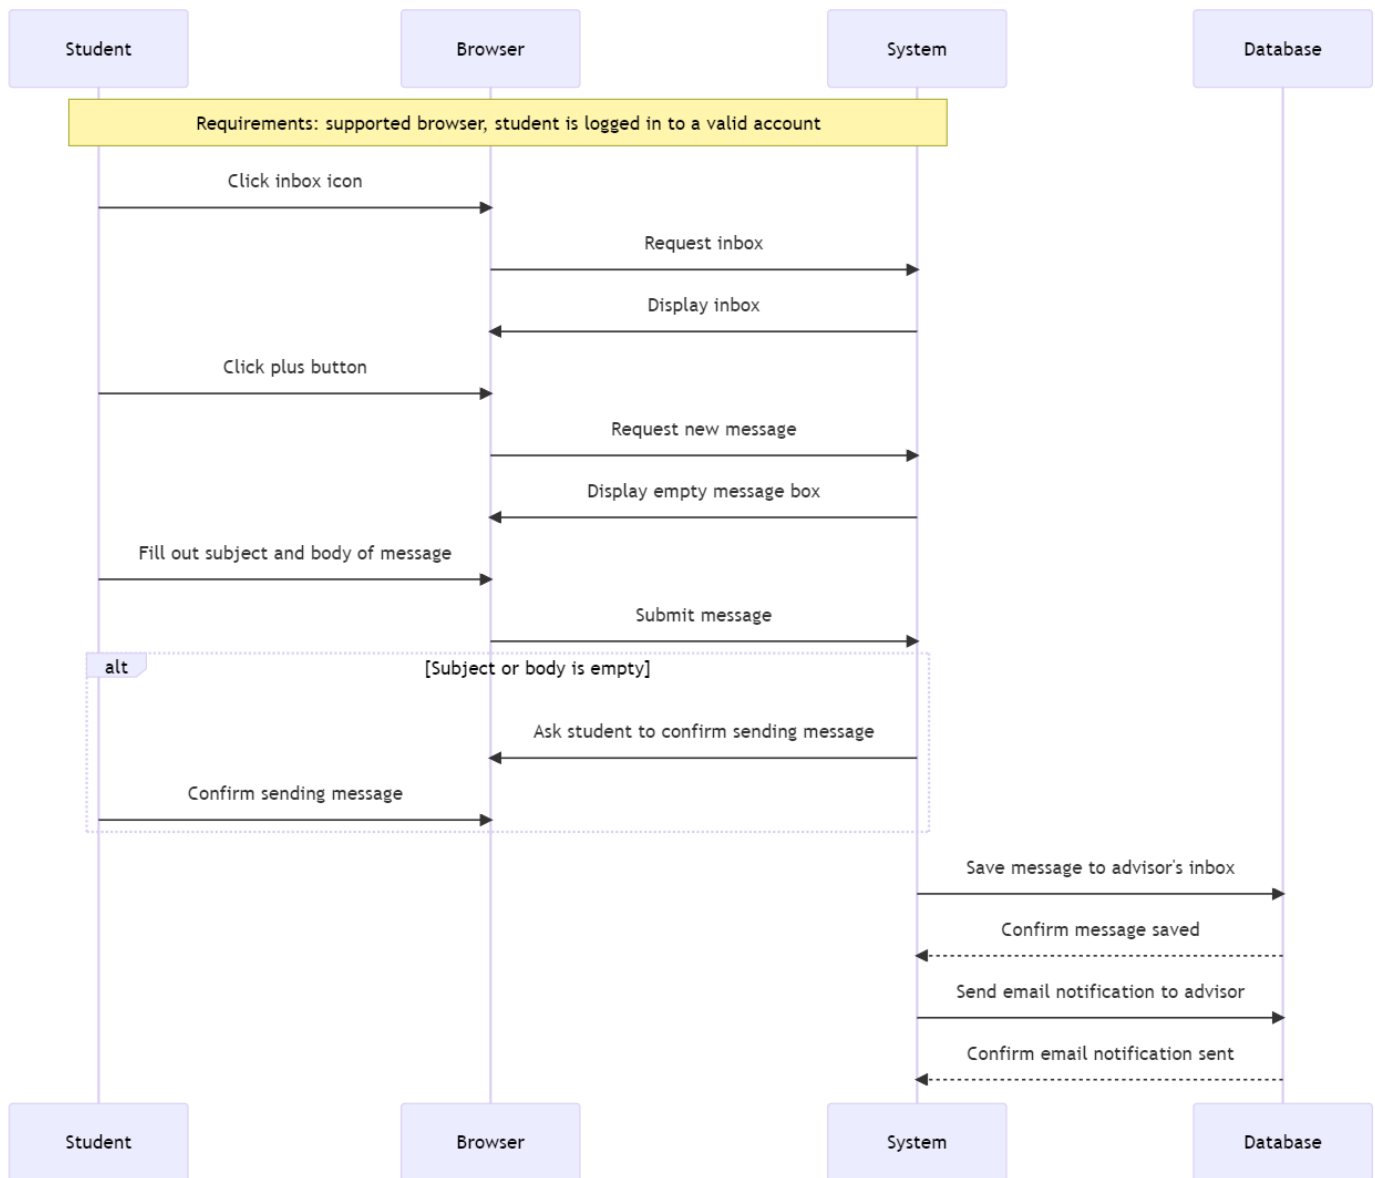 Student
Browser
System
Database
Requirements: supported browser, student is logged in to a valid account
Click inbox icon
Request inbox
Display inbox
Click plus button
Request new message
Display empty message box
Fill out subject and body of message
Submit message
alt
[Subject or body is empty]
Ask student to confirm sending message
Confirm sending message
Save message to advisor's inbox
Confirm message saved
Send email notification to advisor
Confirm email notification sent
Student
Browser
System
Database